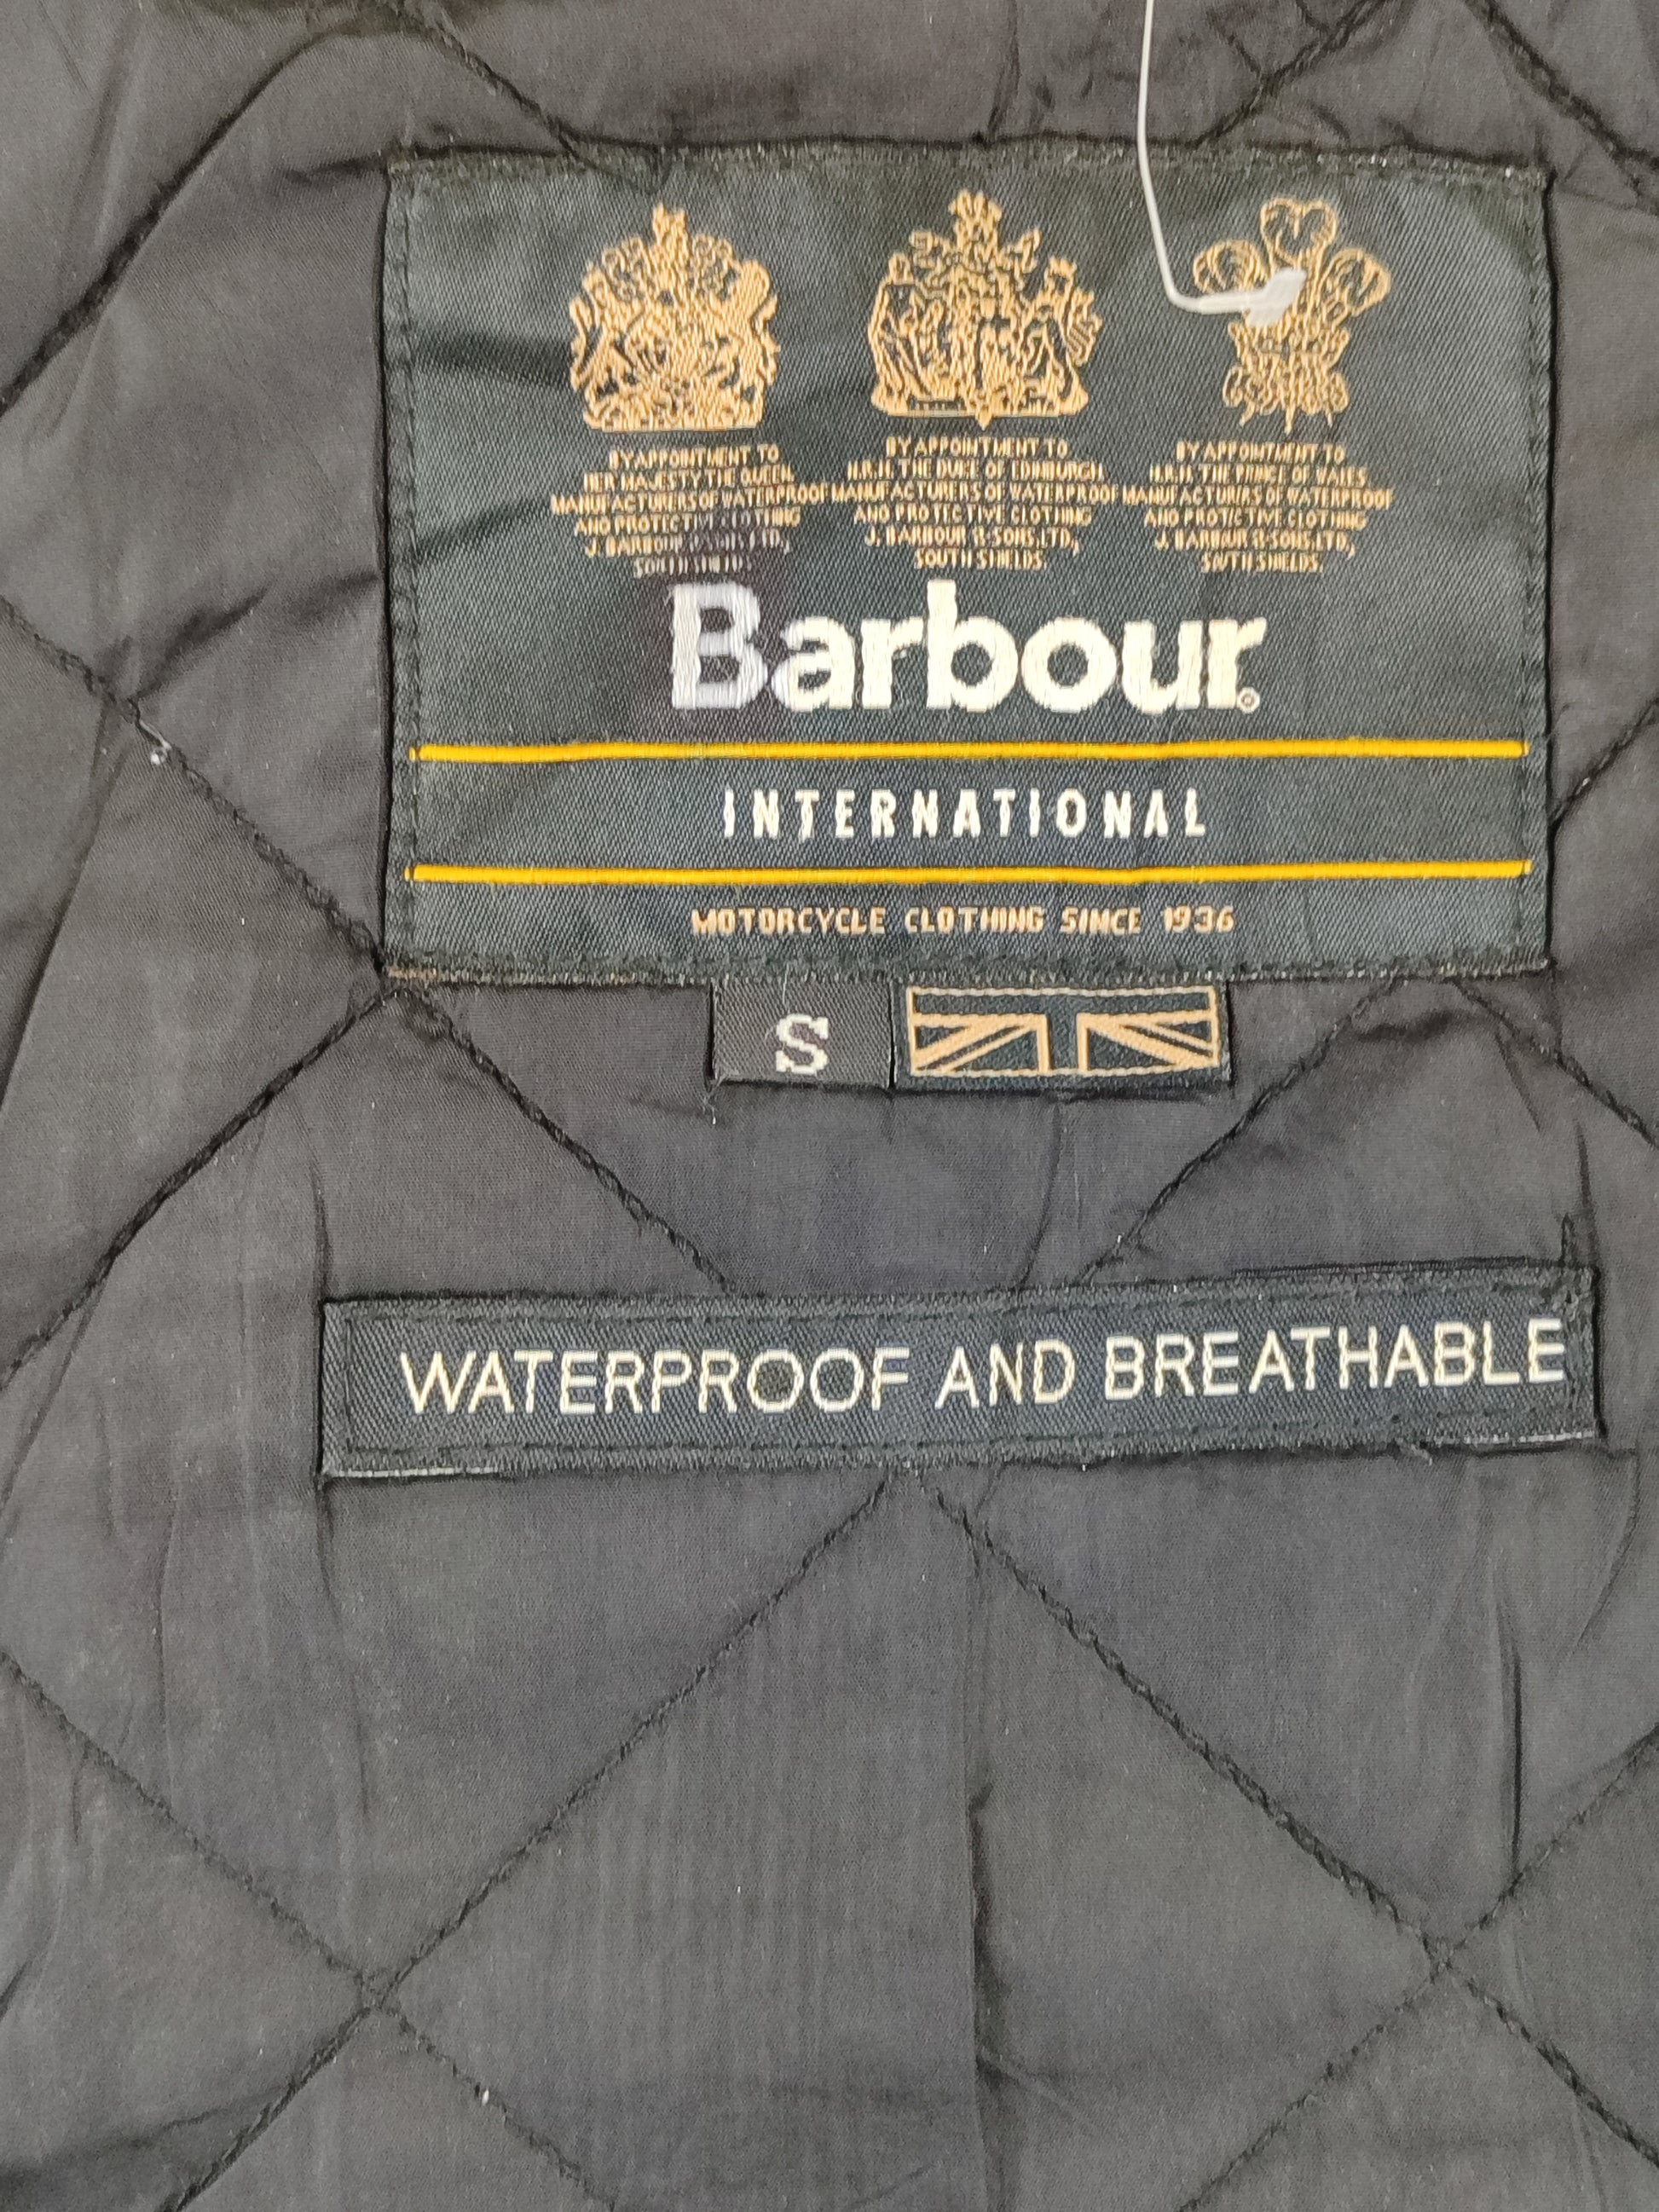 BY APPOINTMENT TO
HER MAJESTY THE QUEEN
MANUFACTURERS OF WATERPROOF
AND PROTECTIVE CLOTHING
J. BARBOUR & SONS, LTD,
SOUTH SHIELDS
BY APPOINTMENT TO
H.R.H. THE DUKE OF EDINBURGH
MANUFACTURERS OF WATERPROOF
AND PROTECTIVE CLOTHING
J. BARBOUR & SONS, LTD,
SOUTH SHIELDS.
BY APPOINTMENT TO
H.R.H. THE PRINCE OF WALES
MANUFACTURERS OF WATERPROOF
AND PROTECTIVE CLOTHING
J. BARBOUR & SONS, LTD,
SOUTH SHIELDS.
Barbour®
INTERNATIONAL
MOTORCYCLE CLOTHING SINCE 1936
S
WATERPROOF AND BREATHABLE